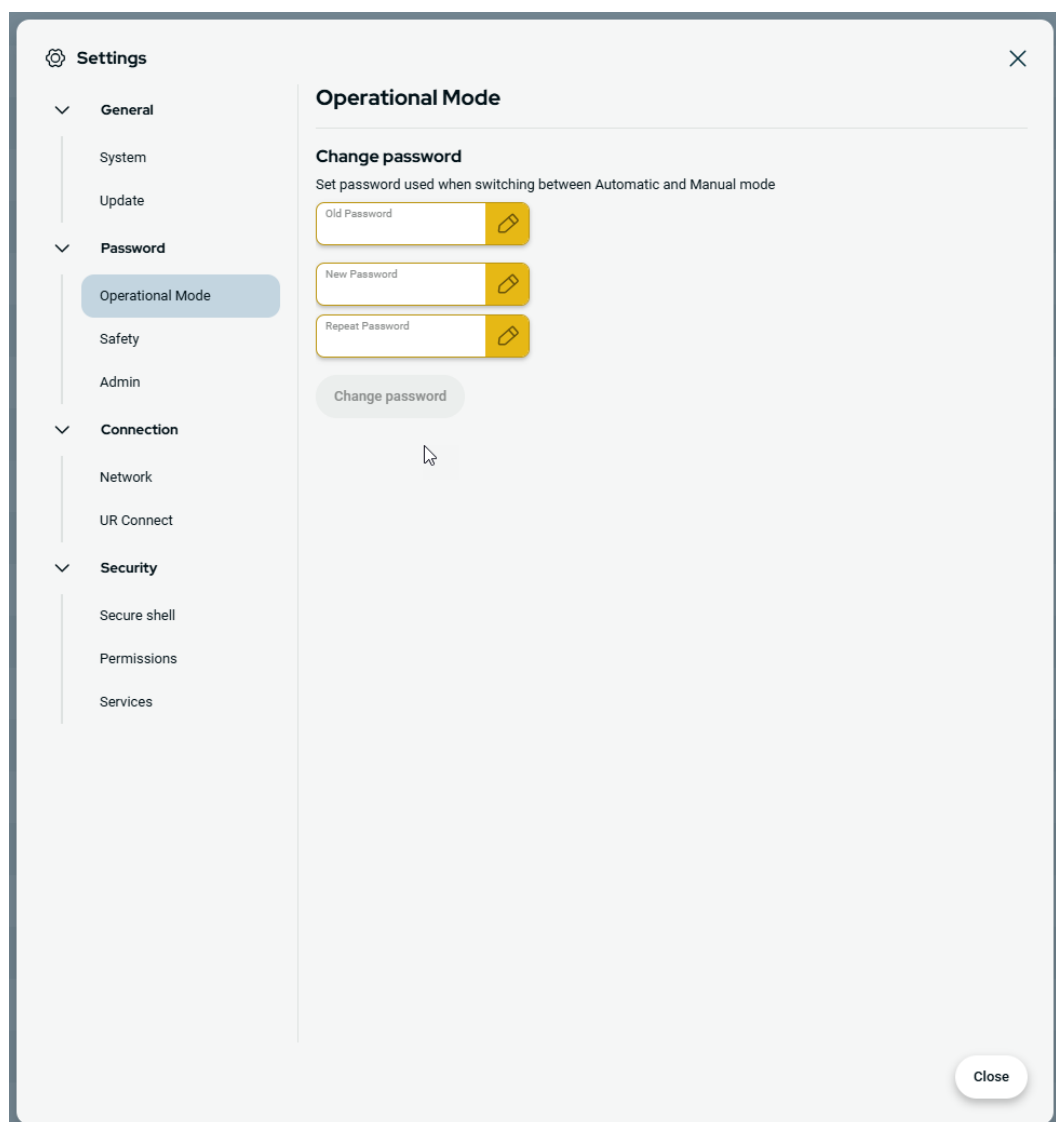 Settings
General
System
Update
Password
Operational Mode
Safety
Admin
Connection
Network
UR Connect
Security
Secure shell
Permissions
Services
Operational Mode
Change password
Set password used when switching between Automatic and Manual mode
Old Password
New Password
Repeat Password
Change password
Close